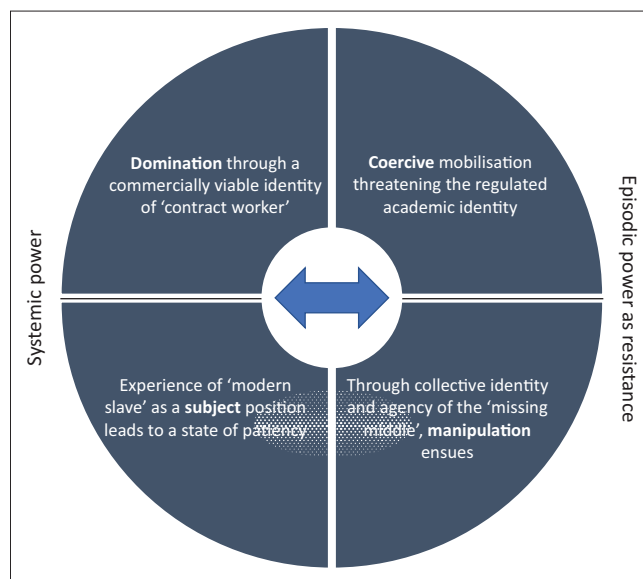 Systemic power
Domination through a
commercially viable identity
of ‘contract worker’
Coercive mobilisation
threatening the regulated
academic identity
Experience of ‘modern
slave’ as a subject position
leads to a state of patiency
Through collective identity
and agency of the ‘missing
middle’, manipulation
ensues
Episodic power as resistance